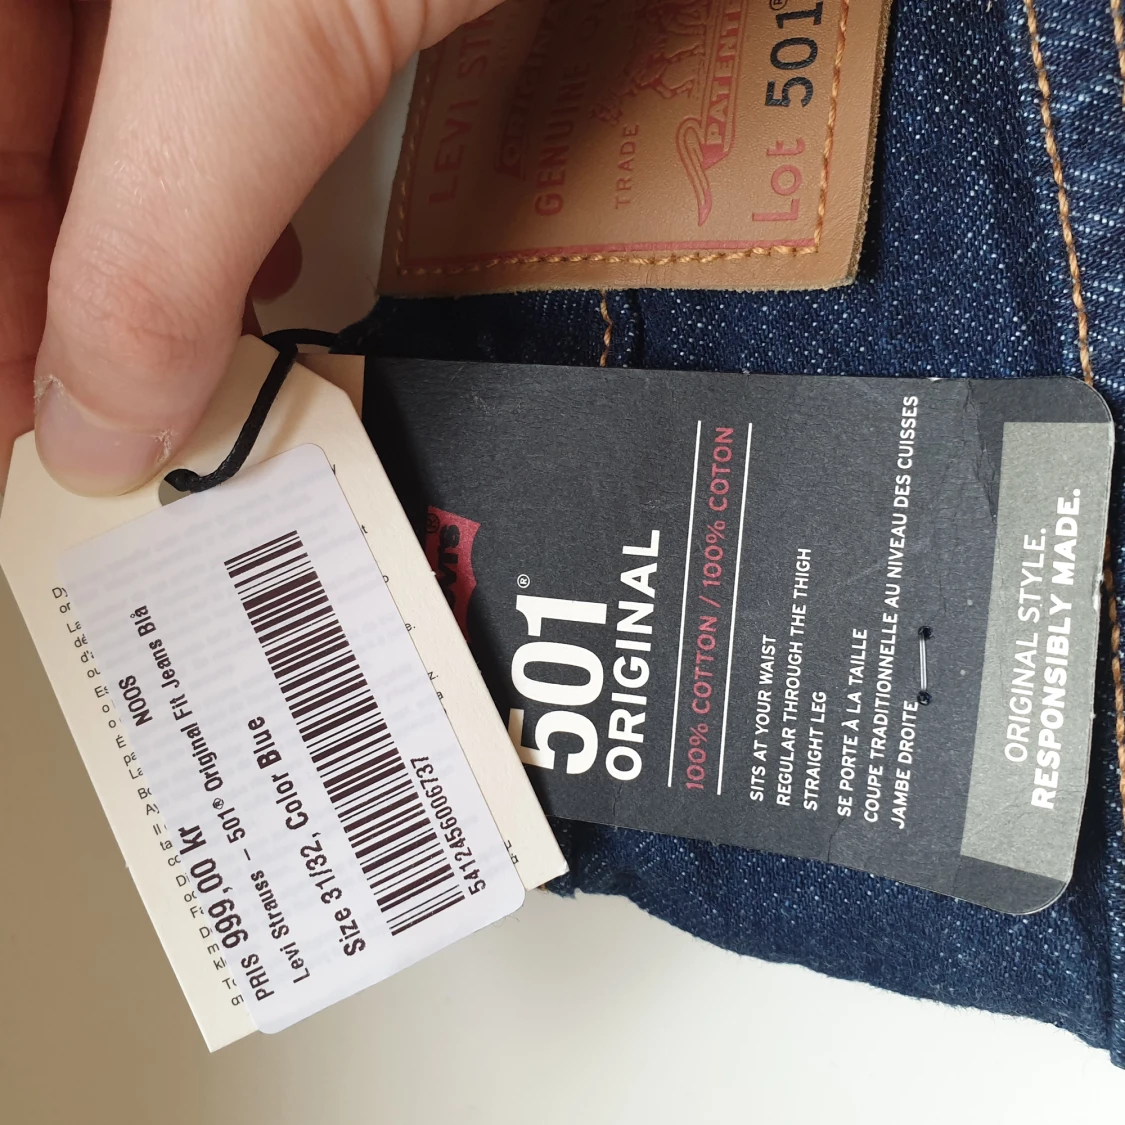 LEVI
GENUINE
TRADE
PATENT
Lot 501®
NOOS
PRIS 999,00 kr
Levi Strauss – 501® Original Fit Jeans Blå
Size 31/32, Color Blue
5412456006737
501®
ORIGINAL
100% COTTON / 100% COTON
SITS AT YOUR WAIST
REGULAR THROUGH THE THIGH
STRAIGHT LEG
SE PORTE À LA TAILLE
COUPE TRADITIONNELLE AU NIVEAU DES CUISSES
JAMBE DROITE
ORIGINAL STYLE.
RESPONSIBLY MADE.